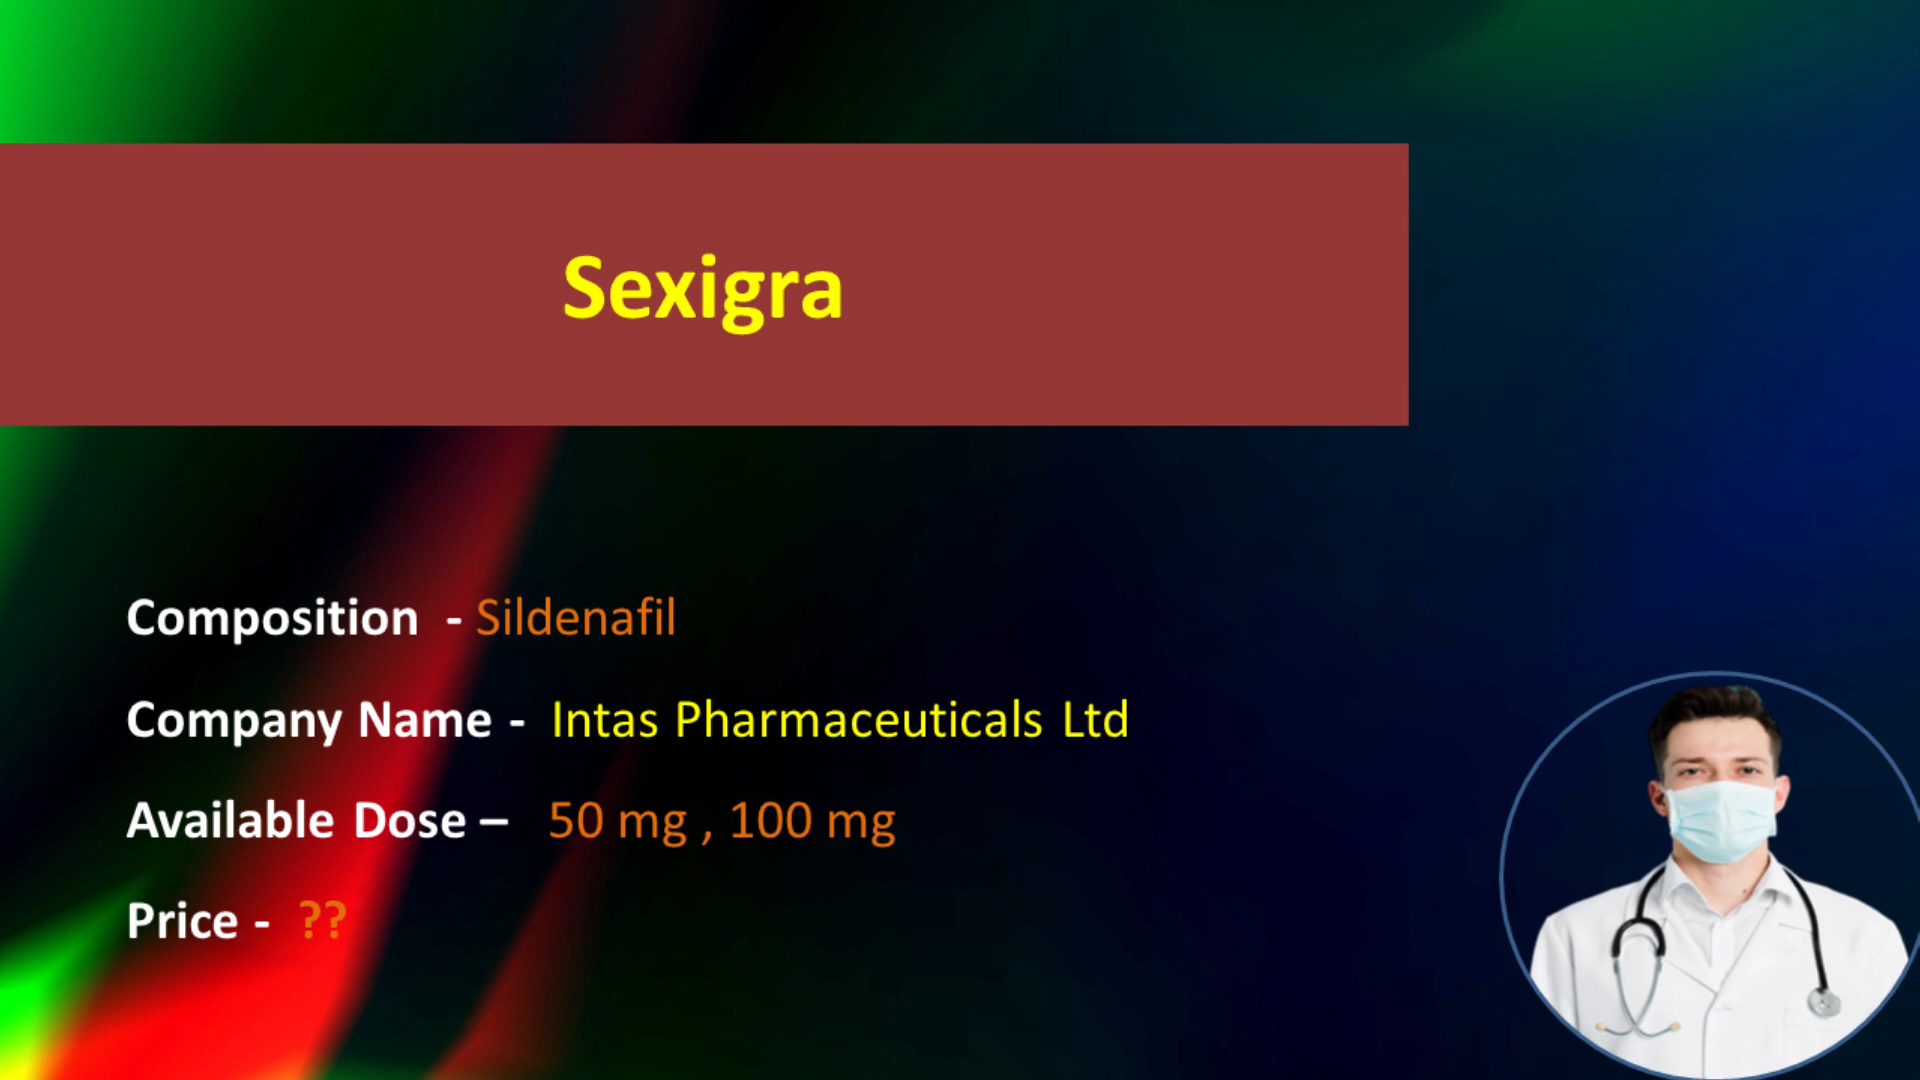 Sexigra
Composition - Sildenafil
Company Name - Intas Pharmaceuticals Ltd
Available Dose – 50 mg , 100 mg
Price - ??